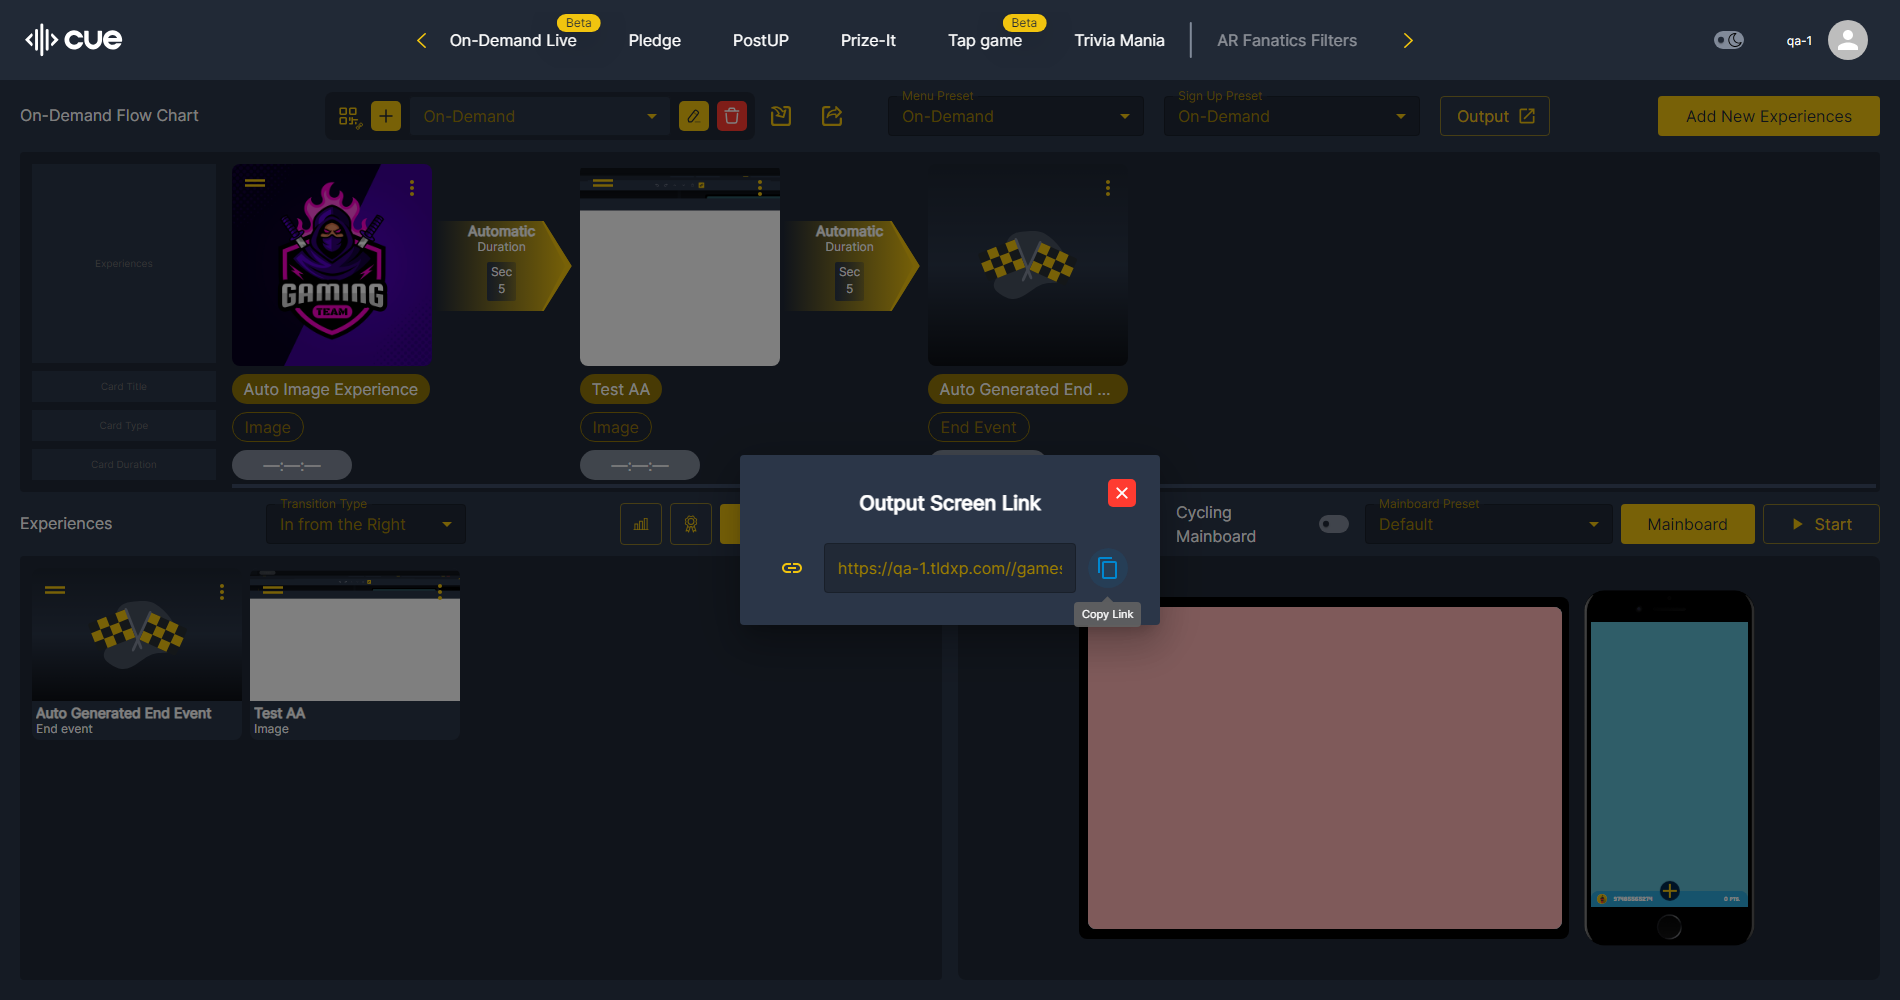 cue
On-Demand Live
Beta
Pledge
PostUP
Prize-It
Tap game
Beta
Trivia Mania
AR Fanatics Filters
qa-1
On-Demand Flow Chart
On-Demand
Menu Preset
On-Demand
Sign Up Preset
On-Demand
Output
Add New Experiences
Experiences
Card Title
Card Type
Card Duration
GAMING
TEAM
Automatic
Duration
Sec
5
Automatic
Duration
Sec
5
Auto Image Experience
Test AA
Auto Generated End ...
Image
Image
End Event
—:—:—
—:—:—
Output Screen Link
https://qa-1.tldxp.com//games
Copy Link
Experiences
Transition Type
In from the Right
Cycling
Mainboard
Mainboard Preset
Default
Mainboard
Start
Auto Generated End Event
End event
Test AA
Image
0 PTS.